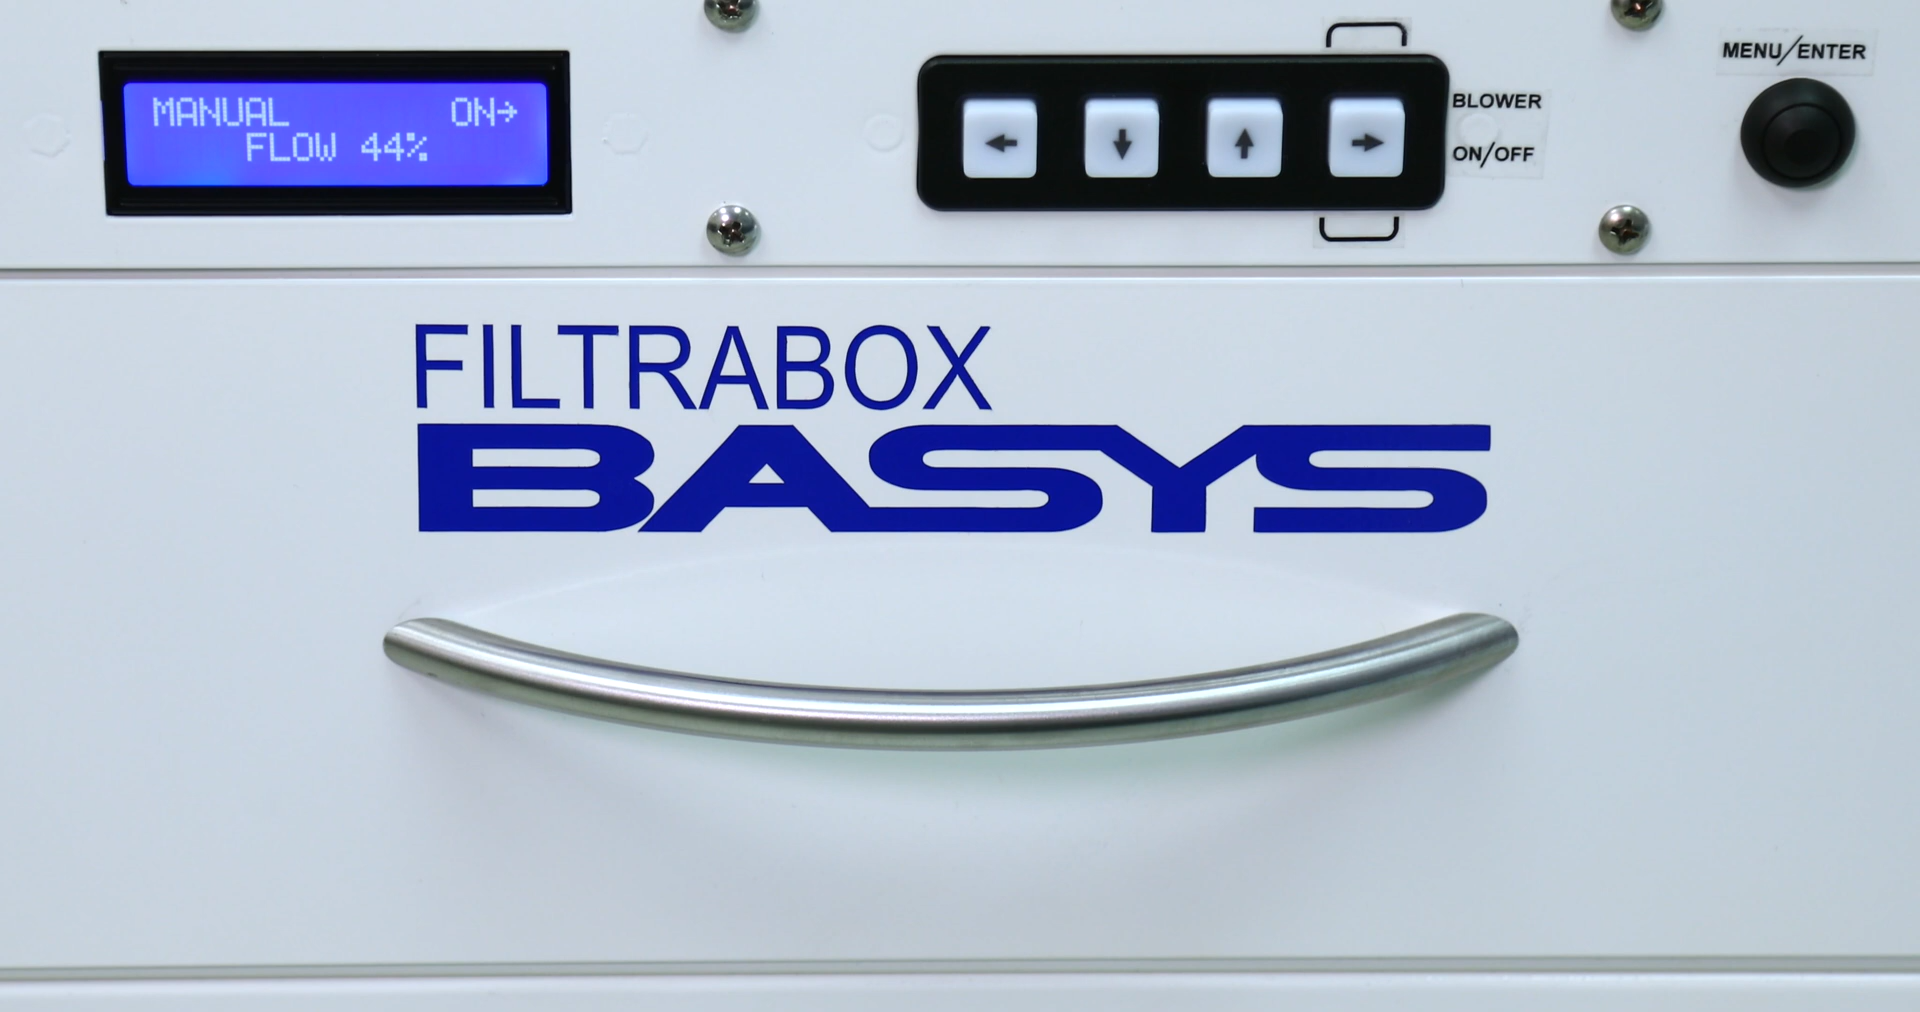 MANUAL ON→
FLOW 44%
BLOWER
ON/OFF
MENU/ENTER
FILTRABOX
BASYS